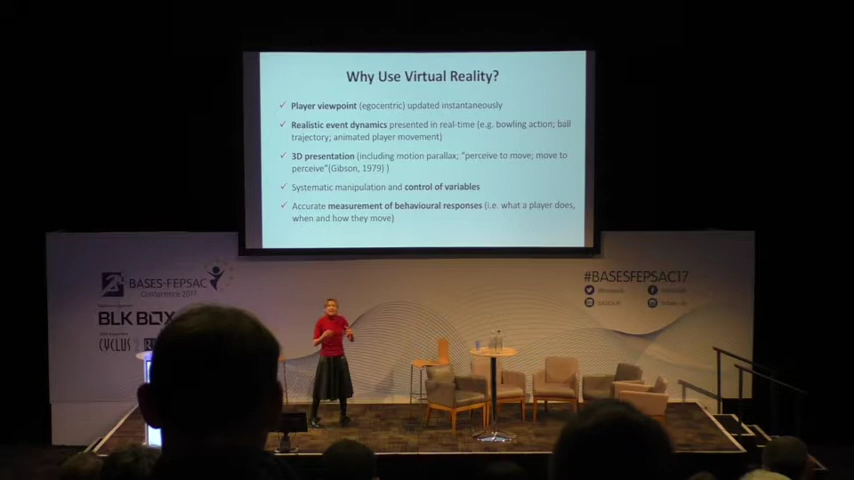 Why Use Virtual Reality?
✓ Player viewpoint (egocentric) updated instantaneously
✓ Realistic event dynamics presented in real-time (e.g. bowling action; ball
trajectory; animated player movement)
✓ 3D presentation (including motion parallax; "perceive to move; move to
perceive"(Gibson, 1979) )
✓ Systematic manipulation and control of variables
✓ Accurate measurement of behavioural responses (i.e. what a player does,
when and how they move)
BASES-FEPSAC
Conference 2017
BLK BOX
CYCLUS 2
#BASESFEPSAC17